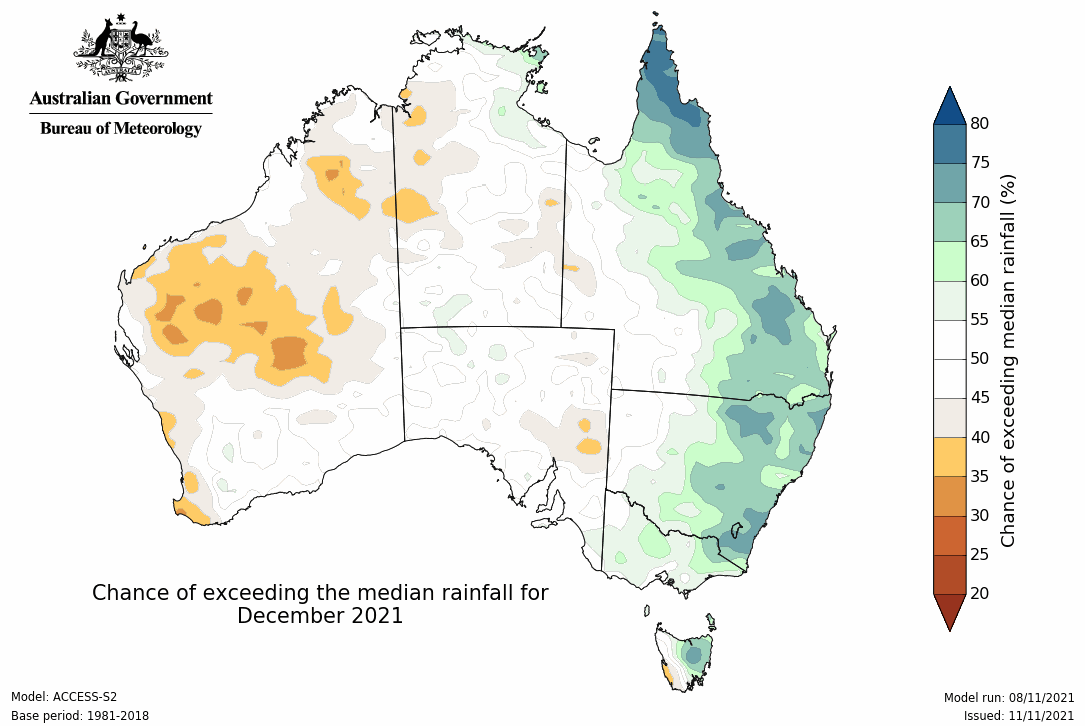 Australian Government
Bureau of Meteorology
80
75
70
65
60
55
50
45
40
35
30
25
20
Chance of exceeding median rainfall (%)
Chance of exceeding the median rainfall for
December 2021
Model: ACCESS-S2
Base period: 1981-2018
Model run: 08/11/2021
Issued: 11/11/2021